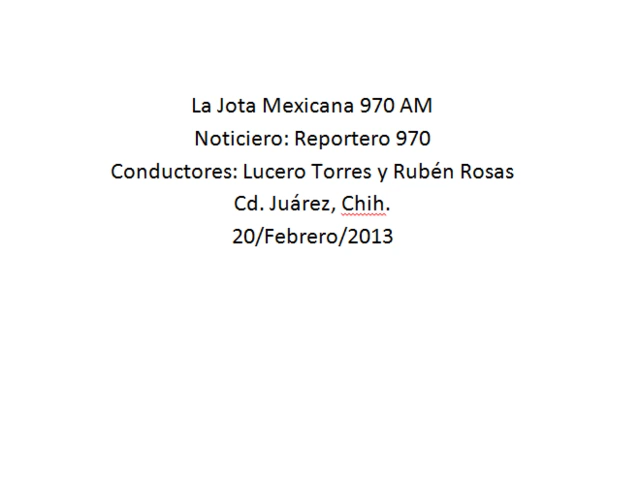 La Jota Mexicana 970 AM
Noticiero: Reportero 970
Conductores: Lucero Torres y Rubén Rosas
Cd. Juárez, Chih.
20/Febrero/2013